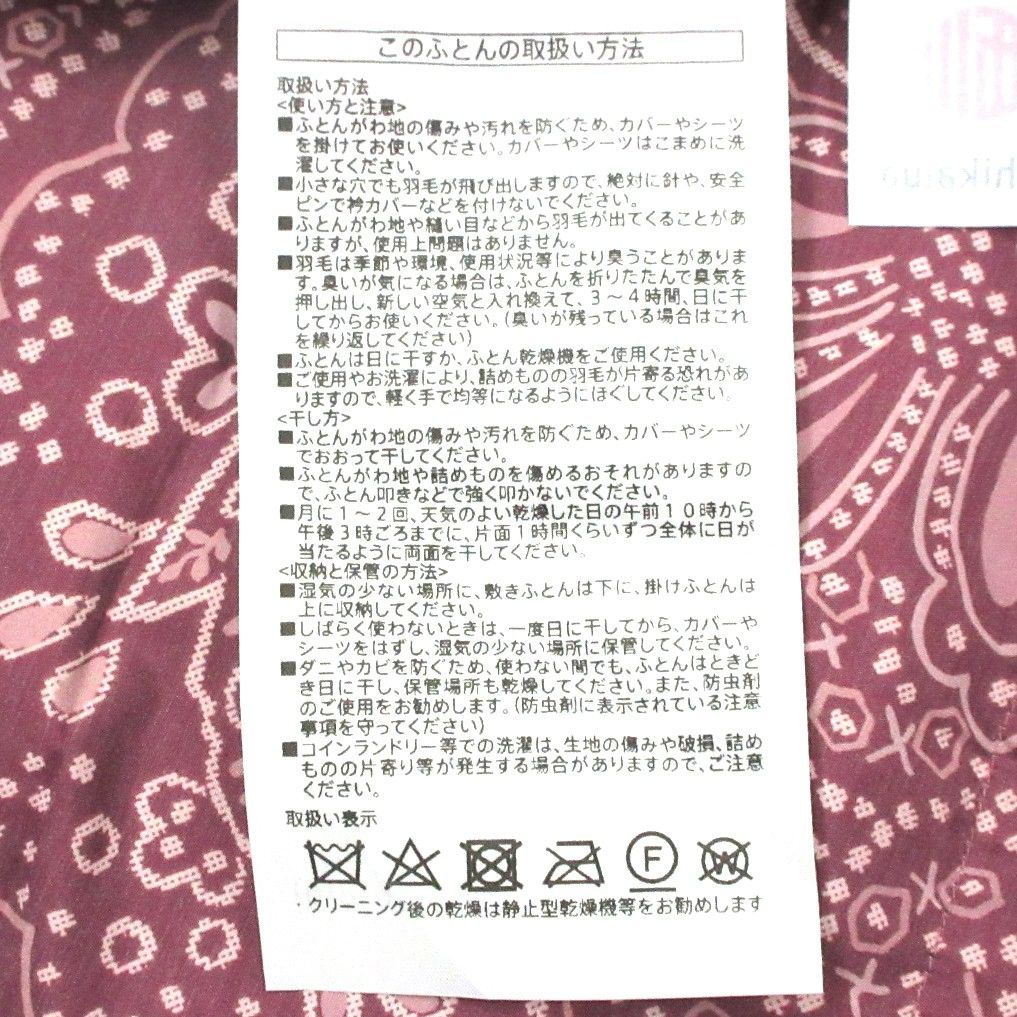 このふとんの取扱い方法
取扱い方法
<使い方と注意>
■ふとんがわ地の傷みや汚れを防ぐため、カバーやシーツ
を掛けてお使いください。カバーやシーツはこまめに洗
濯してください。
■小さな穴でも羽毛が飛び出しますので、絶対に針や、安全
ピンで衿カバーなどを付けないでください。
■ふとんがわ地や縫い目などから羽毛が出てくることがあ
りますが、使用上問題はありません。
■羽毛は季節や環境、使用状況等により臭うことがありま
す。臭いが気になる場合は、ふとんを折りたたんで臭気を
押し出し、新しい空気と入れ換えて、3〜4時間、日に干
してからお使いください。(臭いが残っている場合はこれ
を繰り返してください)
■ふとんは日に干すか、ふとん乾燥機をご使用ください。
■ご使用やお洗濯により、詰めものの羽毛が片寄る恐れがあ
りますので、軽く手で均等になるようにほぐしてください。
<干し方>
■ふとんがわ地の傷みや汚れを防ぐため、カバーやシーツ
でおおって干してください。
■ふとんがわ地や詰めものを傷めるおそれがありますの
で、ふとん叩きなどで強く叩かないでください。
■月に1〜2回、天気のよい乾燥した日の午前10時から
午後3時ごろまでに、片面1時間くらいずつ全体に日が
当たるように両面を干してください。
<収納と保管の方法>
■湿気の少ない場所に、敷きふとんは下に、掛けふとんは
上に収納してください。
■しばらく使わないときは、一度日に干してから、カバーや
シーツをはずし、湿気の少ない場所に保管してください。
■ダニやカビを防ぐため、使わない間でも、ふとんはときど
き日に干し、保管場所も乾燥してください。また、防虫剤
のご使用をお勧めします。(防虫剤に表示されている注意
事項を守ってください)
■コインランドリー等での洗濯は、生地の傷みや破損、詰め
ものの片寄り等が発生する場合がありますので、ご注意
ください。
取扱い表示
F W
・クリーニング後の乾燥は静止型乾燥機等をお勧めします